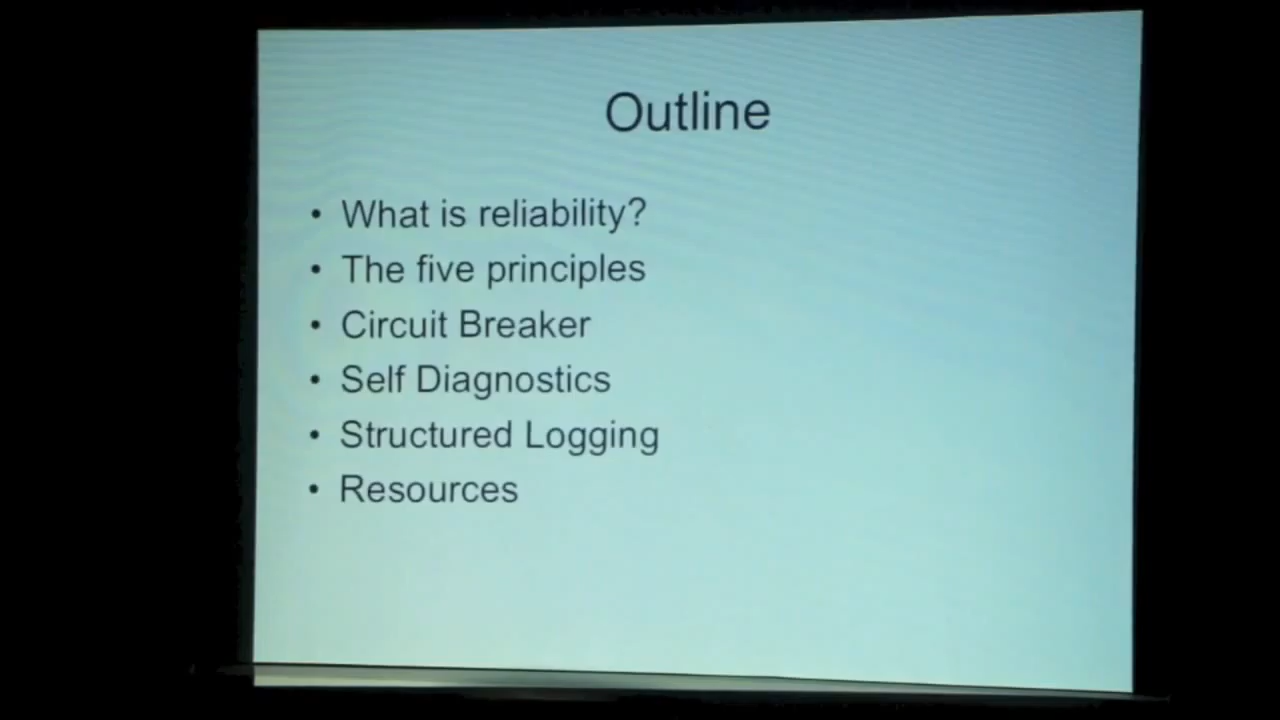 Outline
• What is reliability?
• The five principles
• Circuit Breaker
• Self Diagnostics
• Structured Logging
• Resources